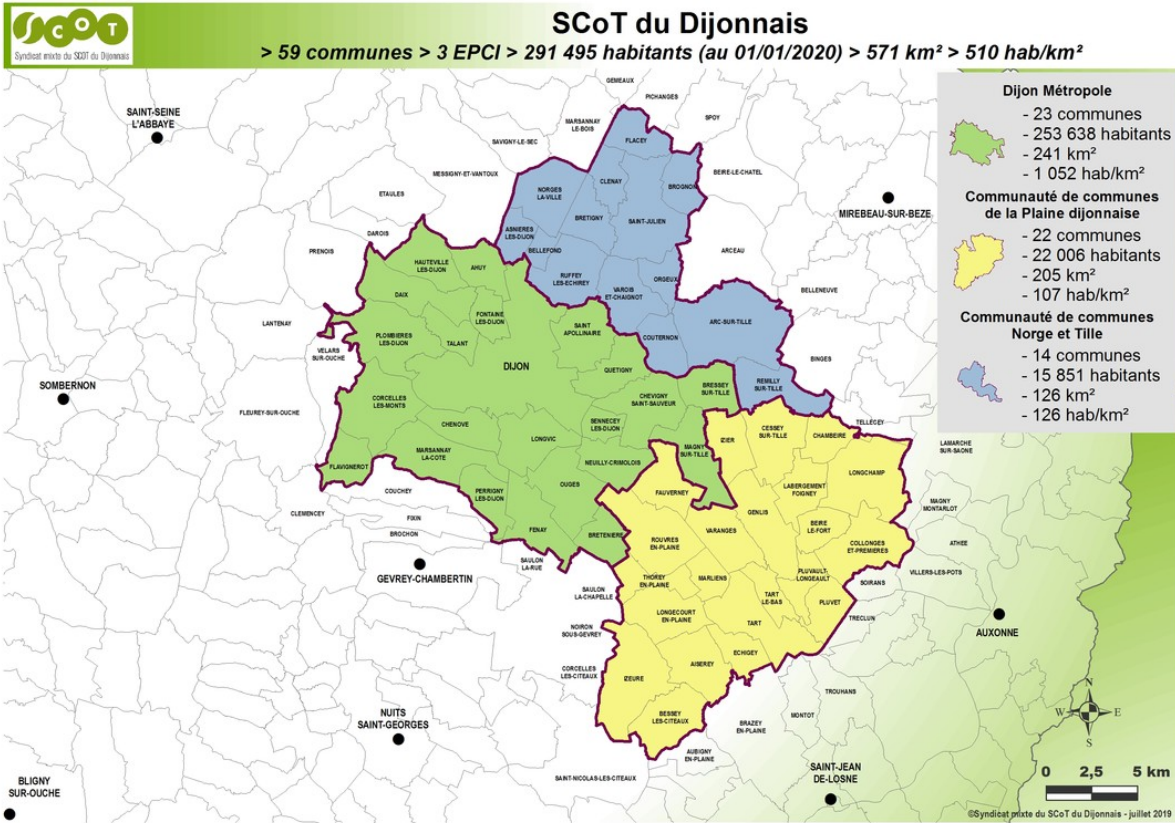 SCOT
Syndicat mixte du SCOT du Dijonnais
SCoT du Dijonnais
> 59 communes > 3 EPCI > 291 495 habitants (au 01/01/2020) > 571 km² > 510 hab/km²
Dijon Métropole
- 23 communes
- 253 638 habitants
- 241 km²
- 1 052 hab/km²
Communauté de communes
de la Plaine dijonnaise
- 22 communes
- 22 006 habitants
- 205 km²
- 107 hab/km²
Communauté de communes
Norge et Tille
- 14 communes
- 15 851 habitants
- 126 km²
- 126 hab/km²
GEMEAUX
PICHANGES
SAINT-SEINE
L'ABBAYE
MARSANNAY
LE-BOIS
SPOY
SAVIGNY-LE-SEC
FLACEY
MESSIGNY-ET-VANTOUX
BEIRE-LE-CHATEL
ETAULES
NORGES
LA-VILLE
CLENAY
BROGNON
MIREBEAU-SUR-BEZE
BRETIGNY
SAINT-JULIEN
DAROIS
ASNIERES
LES-DIJON
PRENOIS
BELLEFOND
ARCEAU
HAUTEVILLE
LES-DIJON
AHUY
RUFFEY
LES-ECHIREY
ORGEUX
VAROIS
ET-CHAIGNOT
BELLENEUVE
DAIX
FONTAINE
LES-DIJON
LANTENAY
SAINT
APOLLINAIRE
ARC-SUR-TILLE
PLOMBIERES
LES-DIJON
TALANT
COUTERNON
VELARS
SUR-OUCHE
BINGES
DIJON
QUETIGNY
SOMBERNON
BRESSEY
SUR-TILLE
REMILLY
SUR-TILLE
CORCELLES
LES-MONTS
CHEVIGNY
SAINT-SAUVEUR
FLEUREY-SUR-OUCHE
CHENOVE
SENNECEY
LES-DIJON
TELLECEY
CESSEY
SUR-TILLE
CHAMBEIRE
IZIER
LONGVIC
MARSANNAY
LA-COTE
MAGNY
SUR-TILLE
LAMARCHE
SUR-SAONE
FLAVIGNEROT
NEUILLY-CRIMOLOIS
LONGCHAMP
COUCHEY
PERRIGNY
LES-DIJON
OUGES
FAUVERNEY
LABERGEMENT
FOIGNEY
CLEMENCEY
FIXIN
GENLIS
MAGNY
MONTARLOT
BROCHON
FENAY
BRETENIERE
VARANGES
BEIRE
LE-FORT
ROUVRES
EN-PLAINE
COLLONGES
ET-PREMIERES
ATHEE
GEVREY-CHAMBERTIN
SAULON
LA-RUE
THOREY
EN-PLAINE
MARLIENS
PLUVAULT
LONGEAULT
SOIRANS
VILLERS-LES-POTS
SAULON
LA-CHAPELLE
TART
LE-BAS
PLUVET
LONGECOURT
EN-PLAINE
TRECLUN
NOIRON
SOUS-GEVREY
TART
AUXONNE
ECHIGEY
CORCELLES
LES-CITEAUX
IZEURE
AISEREY
TROUHANS
NUITS
SAINT-GEORGES
BESSEY
LES-CITEAUX
BRAZEY
EN-PLAINE
MONTOT
AUBIGNY
EN-PLAINE
SAINT-JEAN
DE-LOSNE
SAINT-NICOLAS-LES-CITEAUX
BLIGNY
SUR-OUCHE
N
W
E
S
0 2,5 5 km
©Syndicat mixte du SCoT du Dijonnais - juillet 2019